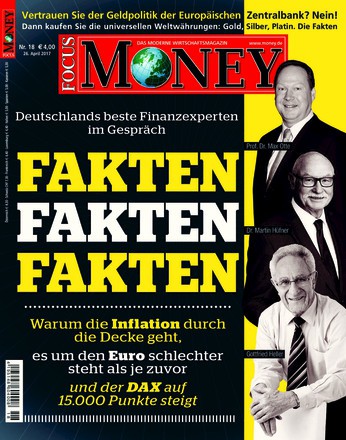 Vertrauen Sie der Geldpolitik der Europäischen Zentralbank? Nein!
Dann kaufen Sie die universellen Weltwährungen: Gold, Silber, Platin. Die Fakten
Nr. 18 € 4,00
26. April 2017
DAS MODERNE WIRTSCHAFTSMAGAZIN
www.money.de
FOCUS
MONEY
Deutschlands beste Finanzexperten
im Gespräch
FAKTEN
FAKTEN
FAKTEN
Prof. Dr. Max Otte
Dr. Martin Hüfner
Gottfried Heller
Warum die Inflation durch
die Decke geht,
es um den Euro schlechter
steht als je zuvor
und der DAX auf
15.000 Punkte steigt